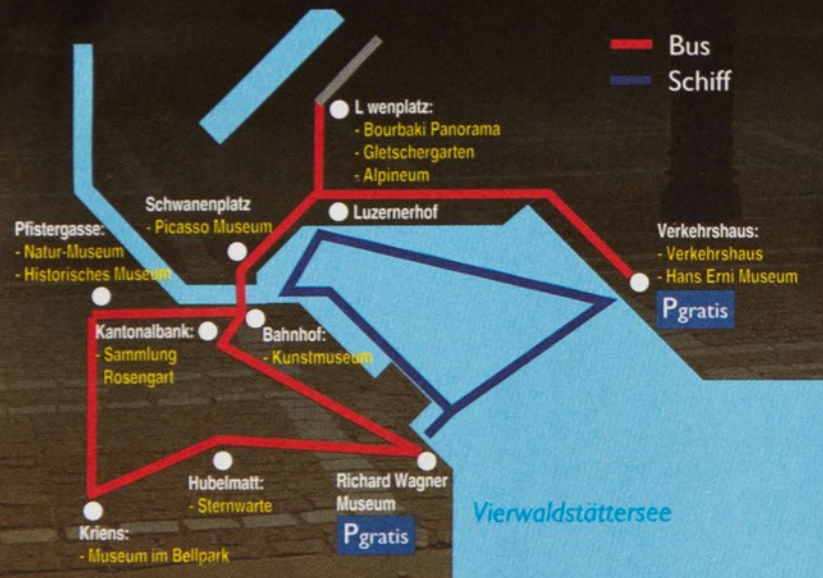 Bus
Schiff
L wenplatz:
- Bourbaki Panorama
- Gletschergarten
- Alpineum
Schwanenplatz
- Picasso Museum
Luzernerhof
Pfistergasse:
- Natur-Museum
- Historisches Museum
Verkehrshaus:
- Verkehrshaus
- Hans Erni Museum
Pgratis
Kantonalbank:
- Sammlung
Rosengart
Bahnhof:
- Kunstmuseum
Hubelmatt:
- Sternwarte
Richard Wagner
Museum
Pgratis
Kriens:
- Museum im Bellpark
Vierwaldstättersee